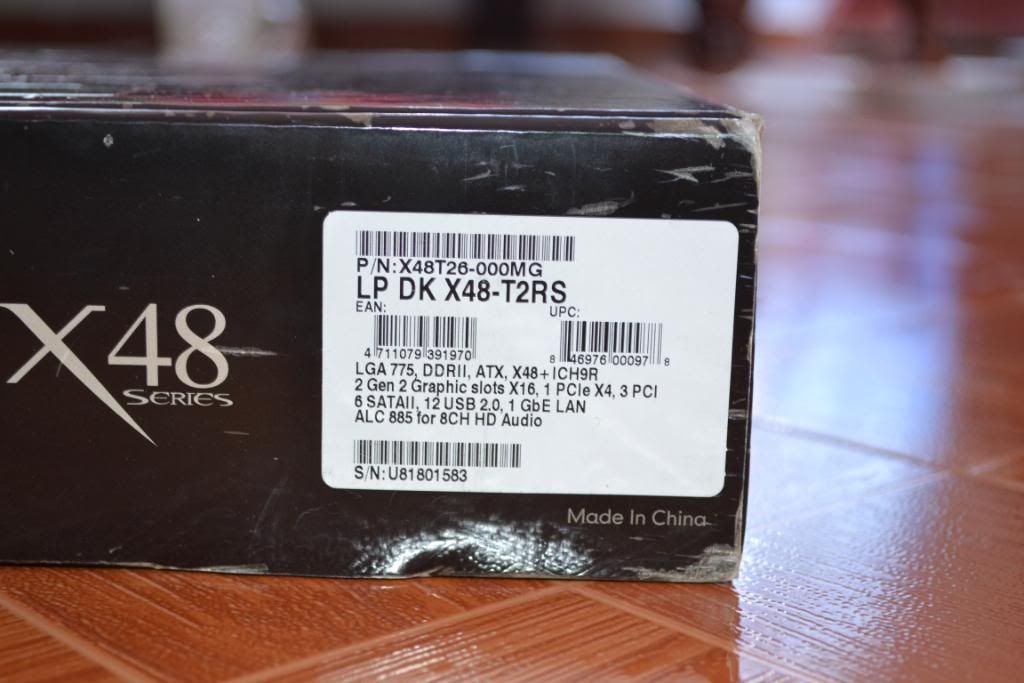 X48
SERIES
P/N:X48T26-000MG
LP DK X48-T2RS
EAN: UPC:
4 711079 391970 8 46976 00097 8
LGA 775, DDRII, ATX, X48+ICH9R
2 Gen 2 Graphic slots X16, 1 PCIe X4, 3 PCI
6 SATAII, 12 USB 2.0, 1 GbE LAN
ALC 885 for 8CH HD Audio
S/N: U81801583
Made In China